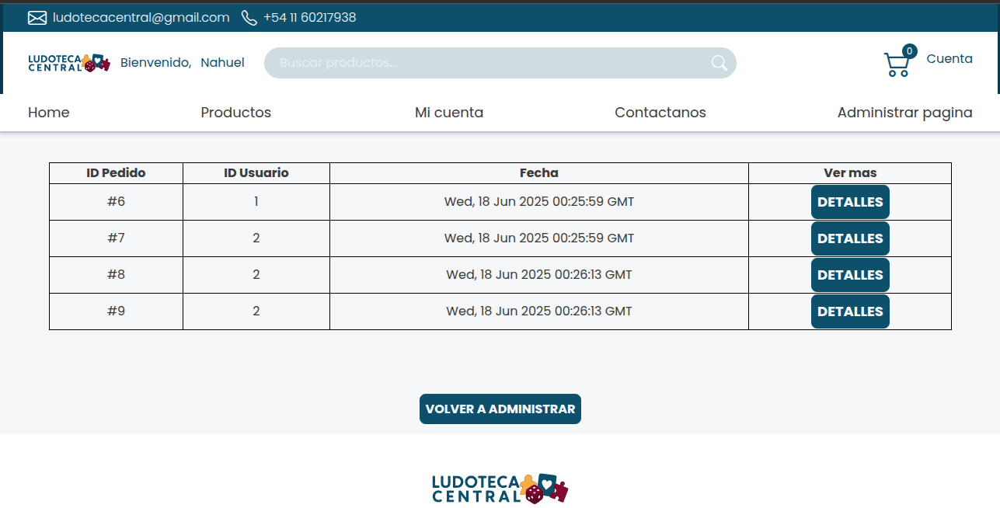 ludotecacentral@gmail.com +54 11 60217938
LUDOTECA
CENTRAL
Bienvenido, Nahuel
Buscar productos...
0
Cuenta
Home Productos Mi cuenta Contactanos Administrar pagina
ID Pedido ID Usuario Fecha Ver mas
#6 1 Wed, 18 Jun 2025 00:25:59 GMT DETALLES
#7 2 Wed, 18 Jun 2025 00:25:59 GMT DETALLES
#8 2 Wed, 18 Jun 2025 00:26:13 GMT DETALLES
#9 2 Wed, 18 Jun 2025 00:26:13 GMT DETALLES
VOLVER A ADMINISTRAR
LUDOTECA
CENTRAL